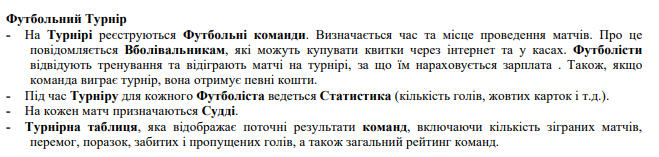 Футбольний Турнір
- На Турнірі реєструються Футбольні команди. Визначається час та місце проведення матчів. Про це
повідомляється Вболівальникам, які можуть купувати квитки через інтернет та у касах. Футболісти
відвідують тренування та відіграють матчі на турнірі, за що їм нараховується зарплата . Також, якщо
команда виграє турнір, вона отримує певні кошти.
- Під час Турніру для кожного Футболіста ведеться Статистика (кількість голів, жовтих карток і т.д.).
- На кожен матч призначаються Судді.
- Турнірна таблиця, яка відображає поточні результати команд, включаючи кількість зіграних матчів,
перемог, поразок, забитих і пропущених голів, а також загальний рейтинг команд.